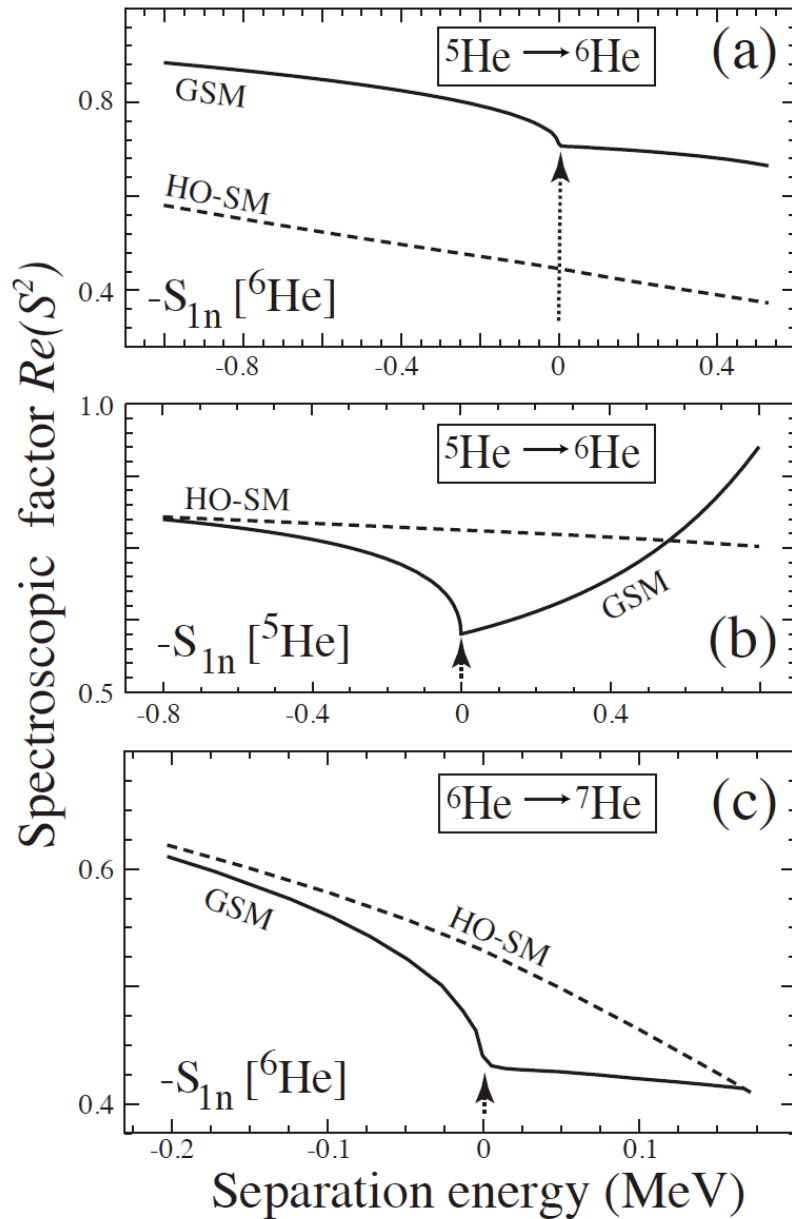 Spectroscopic factor Re(S²)
⁵He → ⁶He
(a)
GSM
0.8
HO-SM
0.4
-S₁ₙ [⁶He]
-0.8 -0.4 0 0.4
1.0
⁵He → ⁶He
HO-SM
GSM
-S₁ₙ [⁵He]
(b)
0.5
-0.8 -0.4 0 0.4
⁶He → ⁷He
(c)
0.6
GSM
HO-SM
-S₁ₙ [⁶He]
0.4
-0.2 -0.1 0 0.1
Separation energy (MeV)